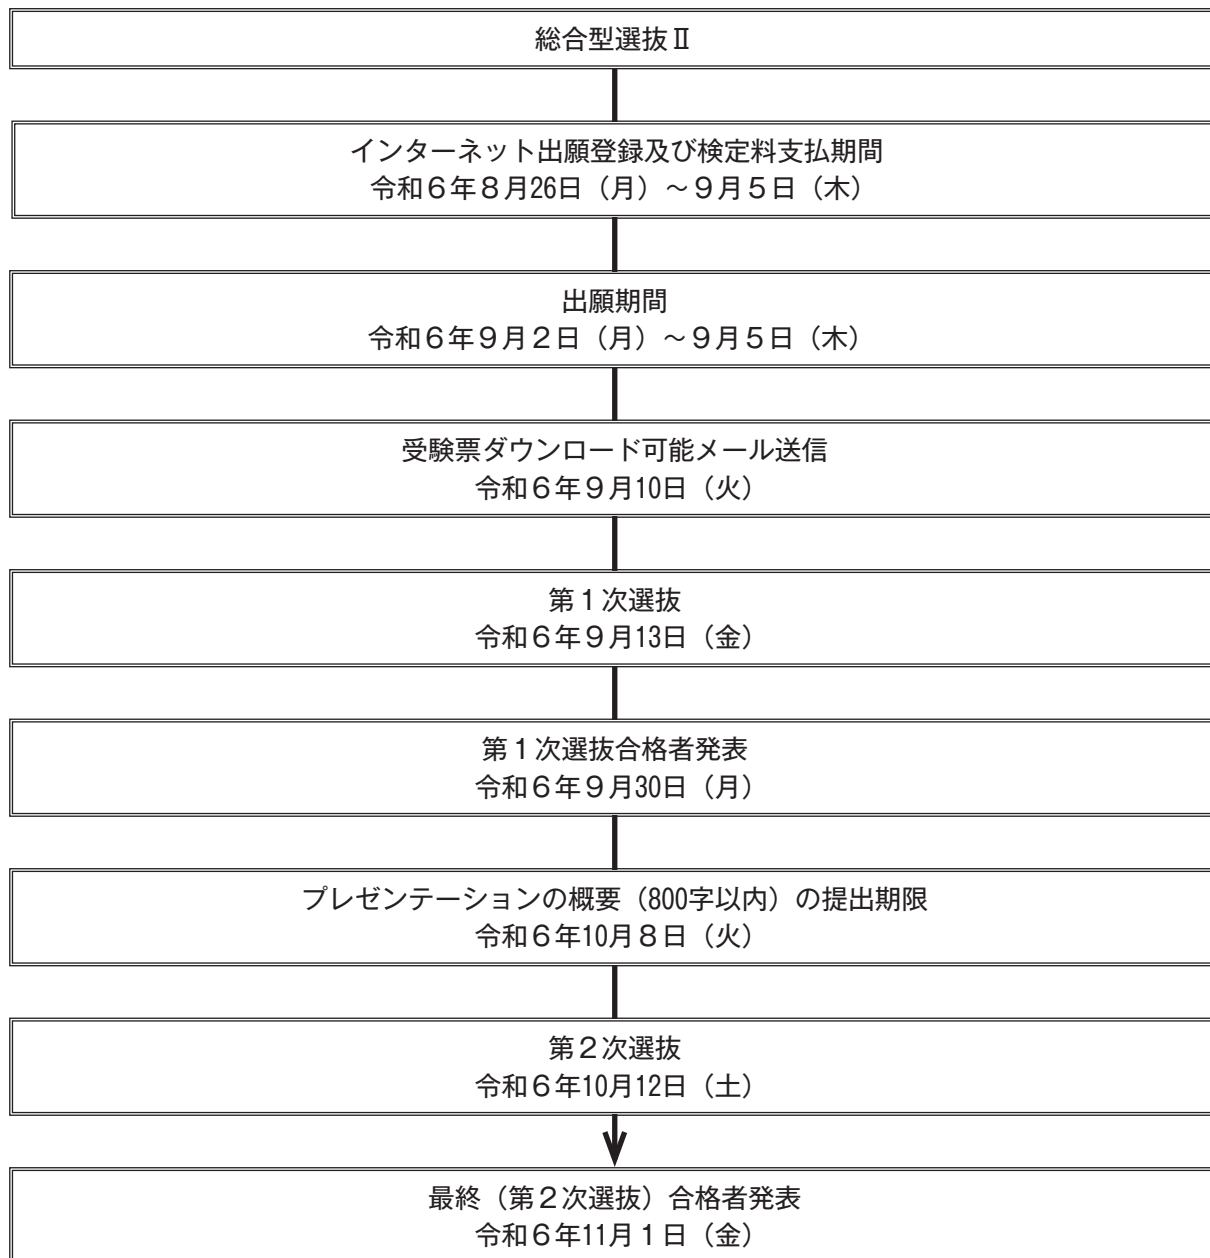 総合型選抜Ⅱ
インターネット出願登録及び検定料支払期間
令和６年８月26日（月）～９月５日（木）
出願期間
令和６年９月２日（月）～９月５日（木）
受験票ダウンロード可能メール送信
令和６年９月10日（火）
第１次選抜
令和６年９月13日（金）
第１次選抜合格者発表
令和６年９月30日（月）
プレゼンテーションの概要（800字以内）の提出期限
令和６年10月８日（火）
第２次選抜
令和６年10月12日（土）
最終（第２次選抜）合格者発表
令和６年11月１日（金）